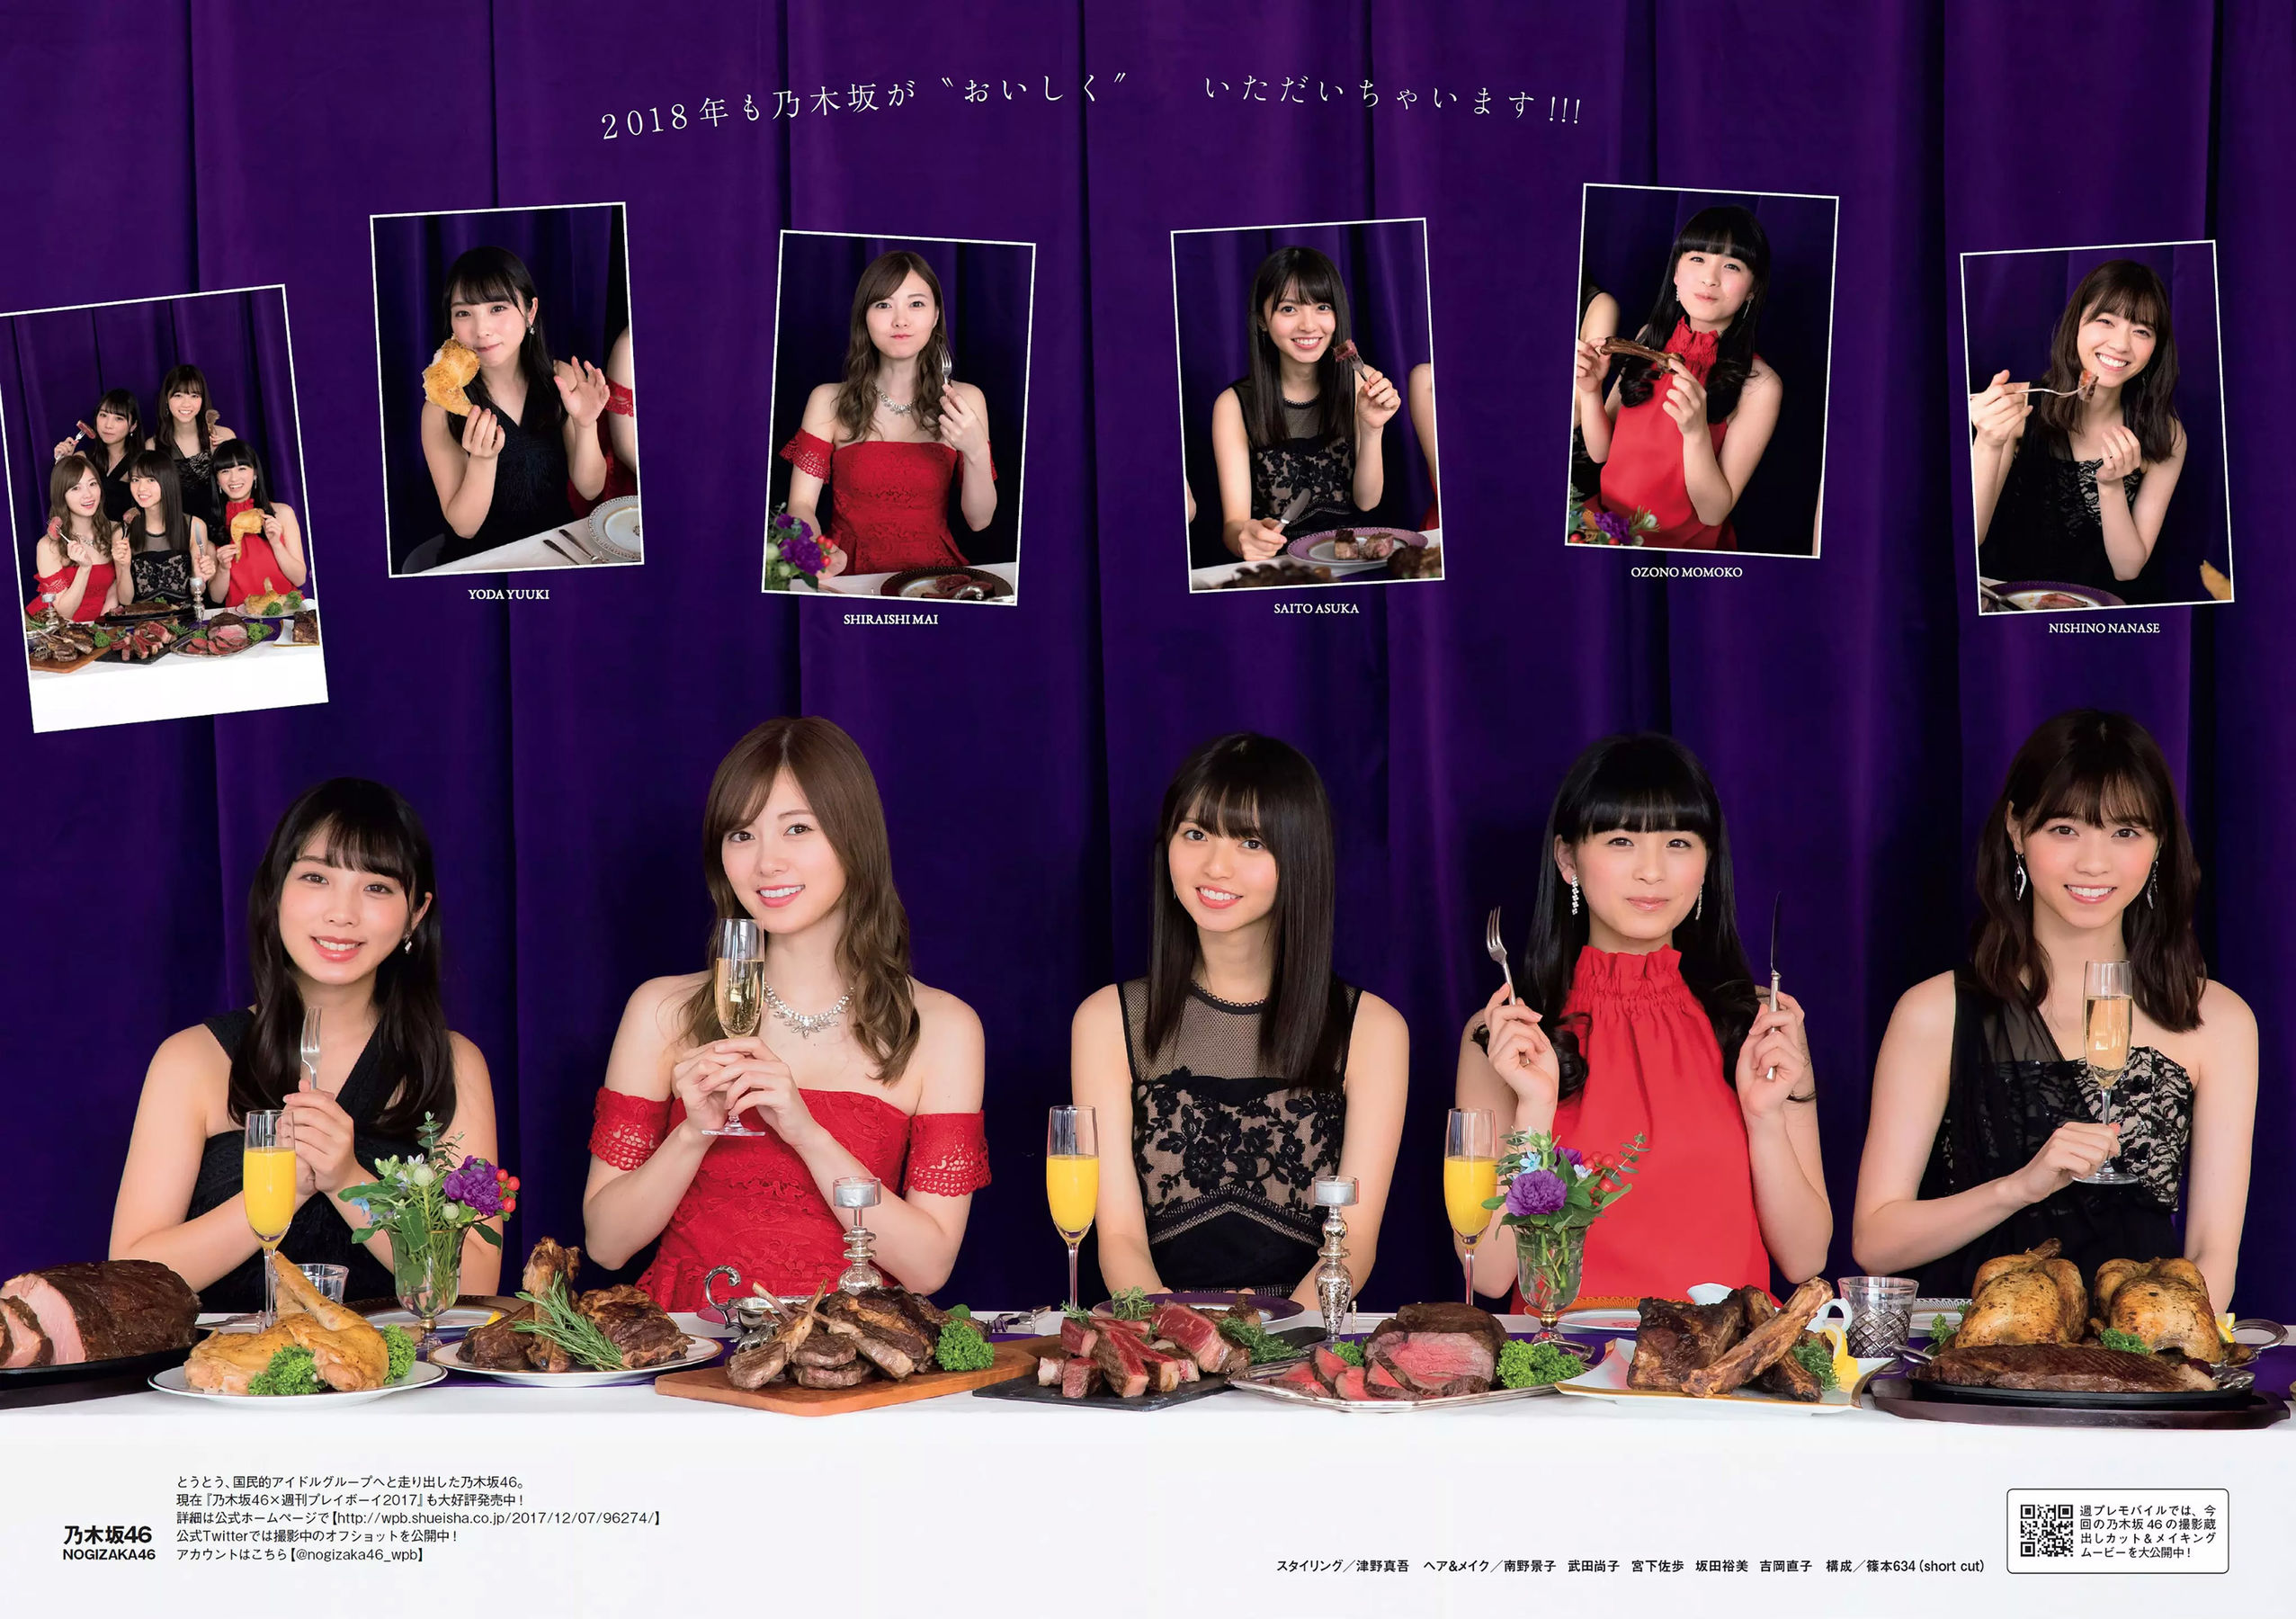 2018年も乃木坂が〝おいしく〟 いただいちゃいます!!!
YODA YUUKI
SHIRAISHI MAI
SAITO ASUKA
OZONO MOMOKO
NISHINO NANASE
乃木坂46
NOGIZAKA46
とうとう、国民的アイドルグループへと走り出した乃木坂46。
現在『乃木坂46×週刊プレイボーイ2017』も大好評発売中!
詳細は公式ホームページで【http://wpb.shueisha.co.jp/2017/12/07/96274/】
公式Twitterでは撮影中のオフショットを公開中!
アカウントはこちら【@nogizaka46_wpb】
スタイリング/津野真吾 ヘア&メイク/南野景子 武田尚子 宮下佐歩 坂田裕美 吉岡直子 構成/篠本634(short cut)
週プレモバイルでは、今
回の乃木坂46の撮影蔵
出しカット&メイキング
ムービーを大公開中!